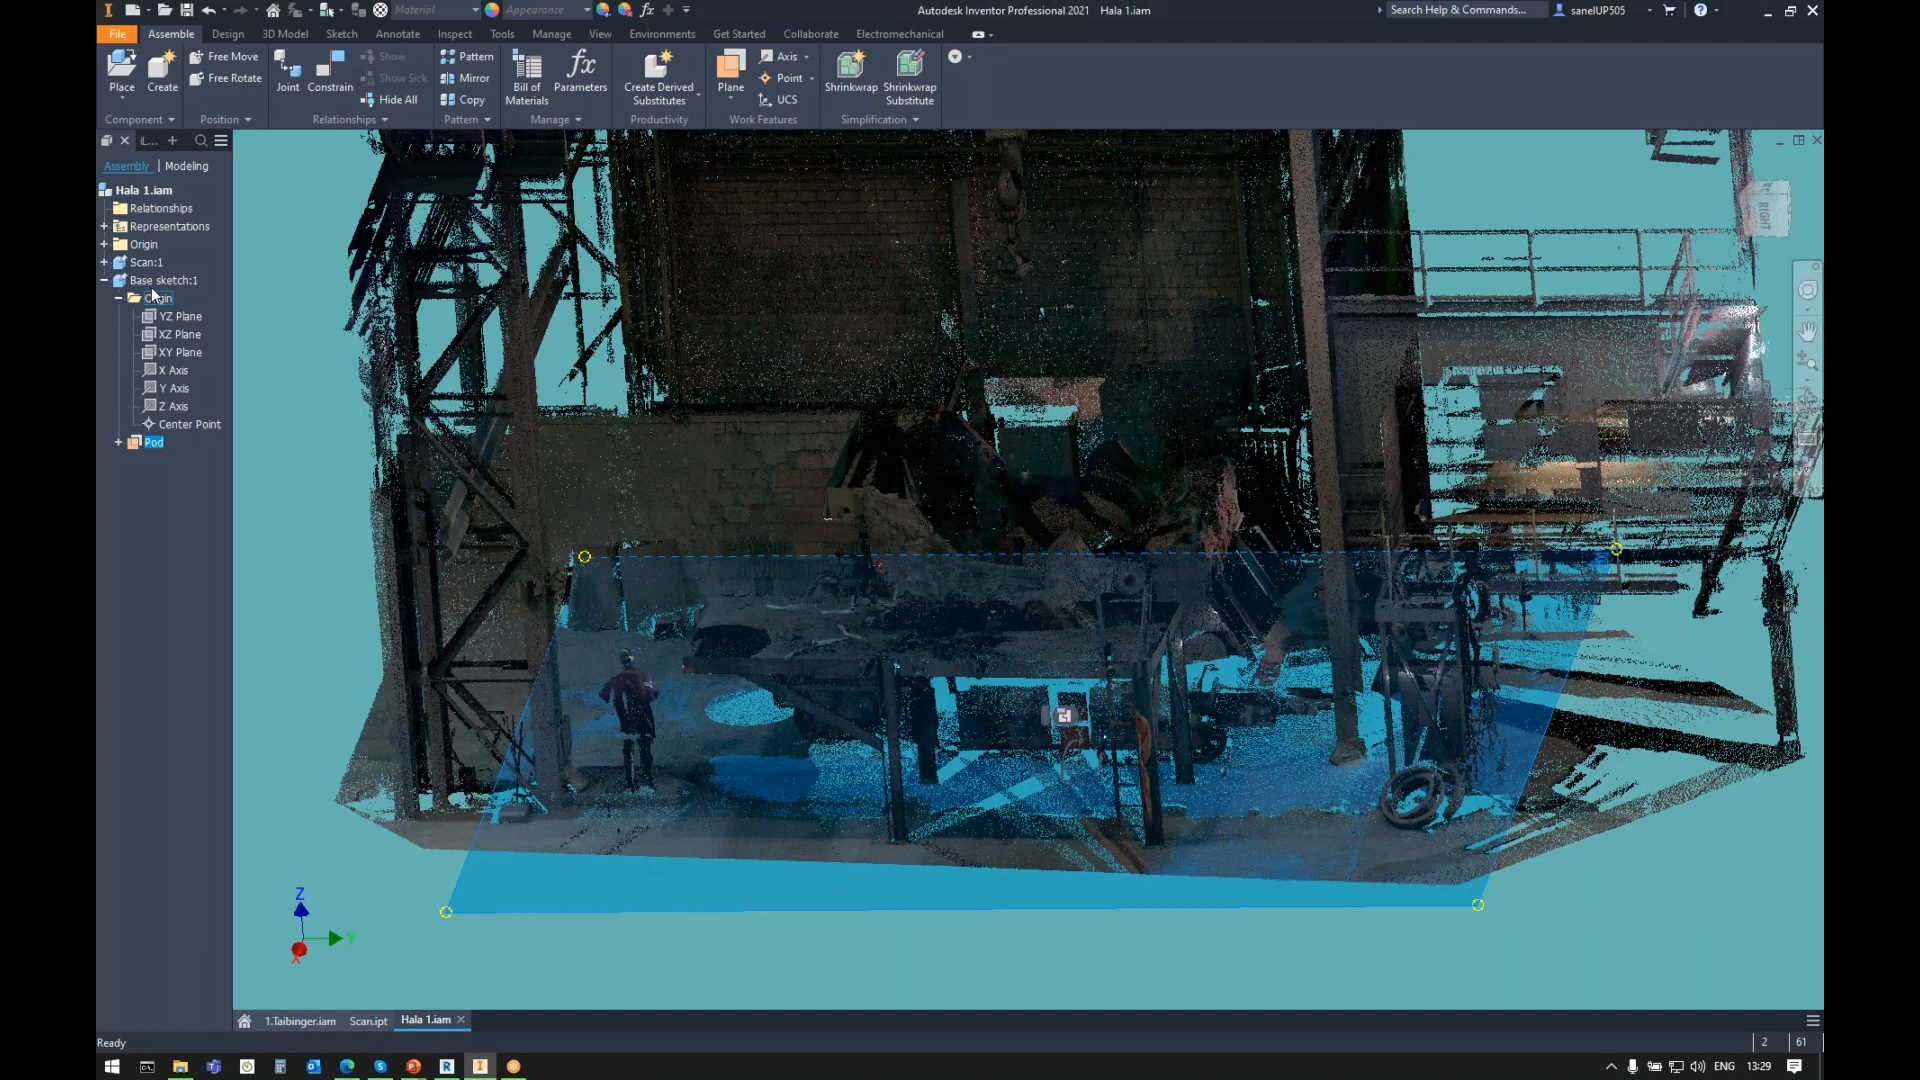 Material
Appearance
Autodesk Inventor Professional 2021 Hala 1.iam
Search Help & Commands...
sanelUP505
File Assemble Design 3D Model Sketch Annotate Inspect Tools Manage View Environments Get Started Collaborate Electromechanical
Place
Create
Free Move
Free Rotate
Joint
Constrain
Show
Show Sick
Hide All
Pattern
Mirror
Copy
Bill of
Materials
Parameters
Create Derived
Substitutes
Plane
Axis
Point
UCS
Shrinkwrap
Shrinkwrap
Substitute
Component Position Relationships Pattern Manage Productivity Work Features Simplification
Assembly | Modeling
Hala 1.iam
Relationships
Representations
Origin
Scan:1
Base sketch:1
YZ Plane
XZ Plane
XY Plane
X Axis
Y Axis
Z Axis
Center Point
Pod
RIGHT
Z
Y
X
1.Taibinger.iam Scan.ipt Hala 1.iam
Ready
2 61
ENG 13:29